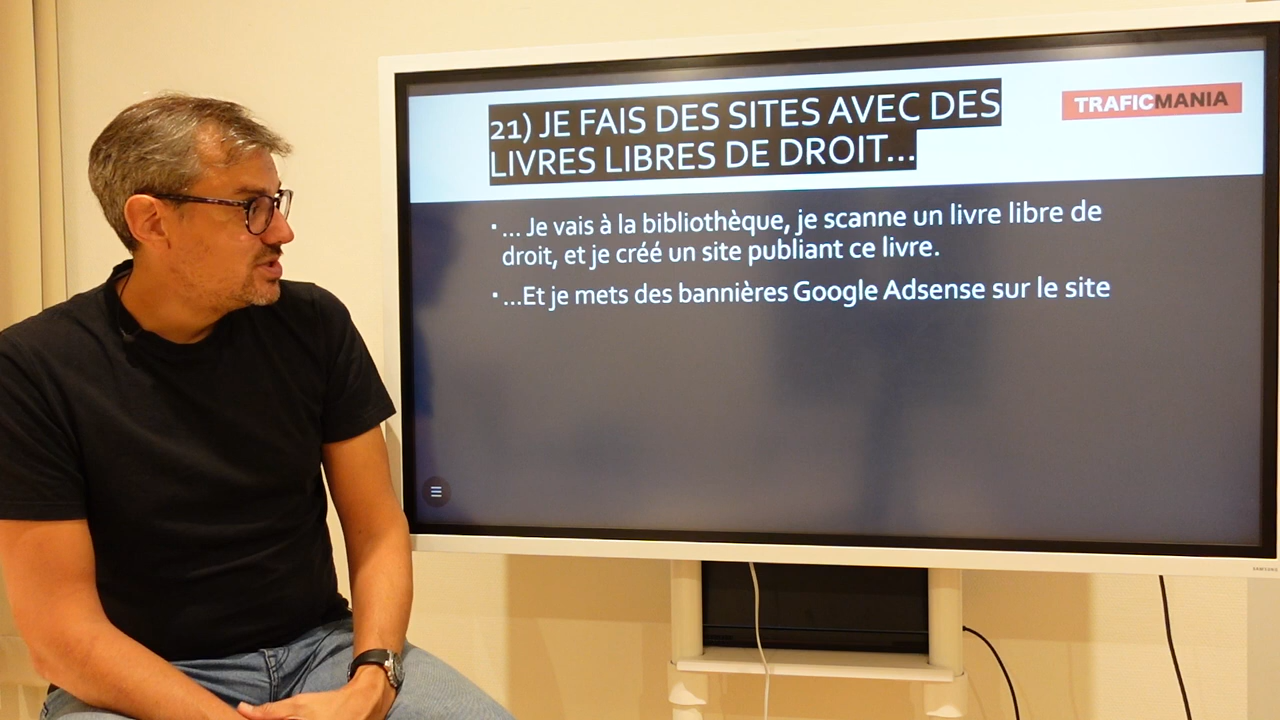 21) JE FAIS DES SITES AVEC DES
LIVRES LIBRES DE DROIT...
TRAFICMANIA
· ... Je vais à la bibliothèque, je scanne un livre libre de
droit, et je créé un site publiant ce livre.
· ...Et je mets des bannières Google Adsense sur le site
SAMSUNG